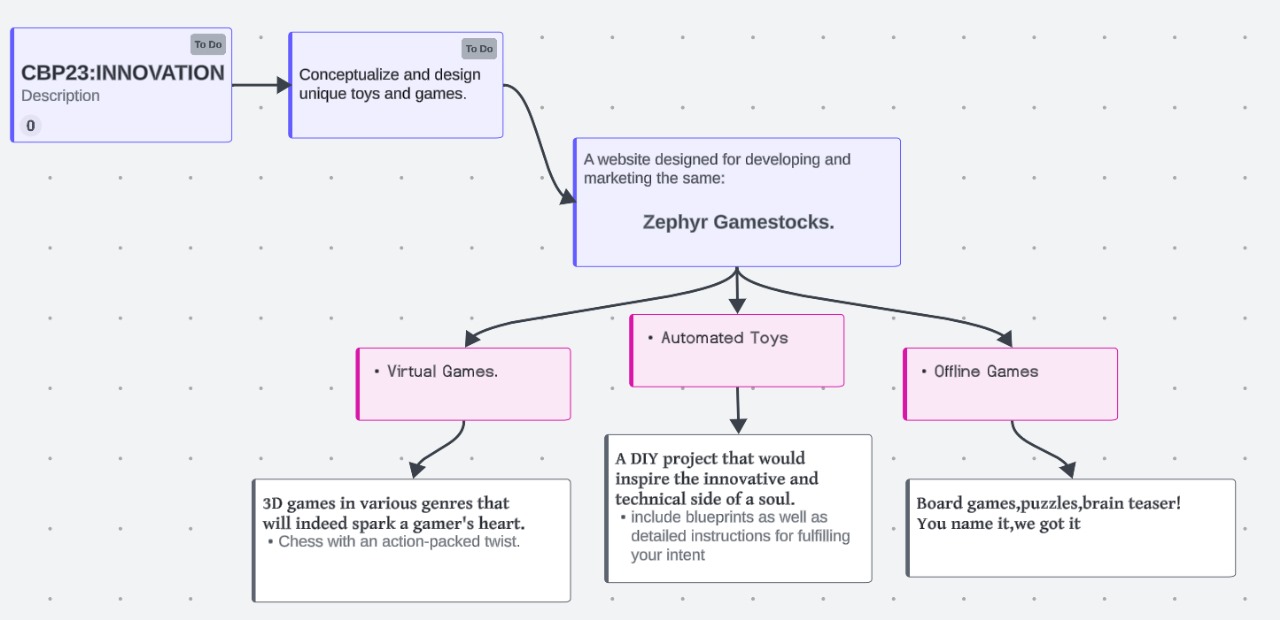 To Do
CBP23:INNOVATION
Description
0
To Do
Conceptualize and design
unique toys and games.
A website designed for developing and
marketing the same:
Zephyr Gamestocks.
• Virtual Games.
• Automated Toys
• Offline Games
3D games in various genres that
will indeed spark a gamer's heart.
• Chess with an action-packed twist.
A DIY project that would
inspire the innovative and
technical side of a soul.
• include blueprints as well as
detailed instructions for fulfilling
your intent
Board games,puzzles,brain teaser!
You name it,we got it